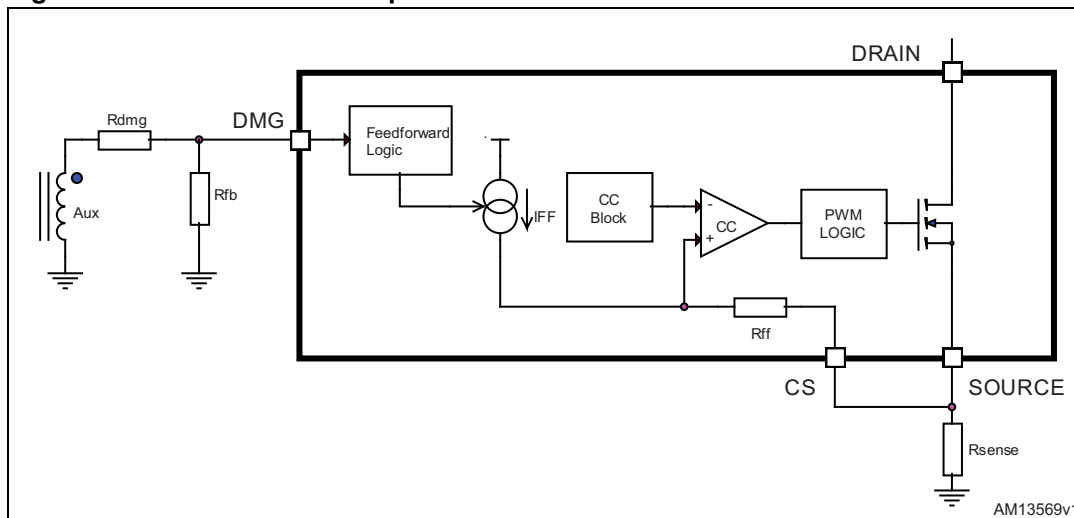 DRAIN
Rdmg
DMG
Feedforward
Logic
Rfb
Aux
IFF
CC
Block
-
+
CC
PWM
LOGIC
Rff
CS
SOURCE
Rsense
AM13569v1